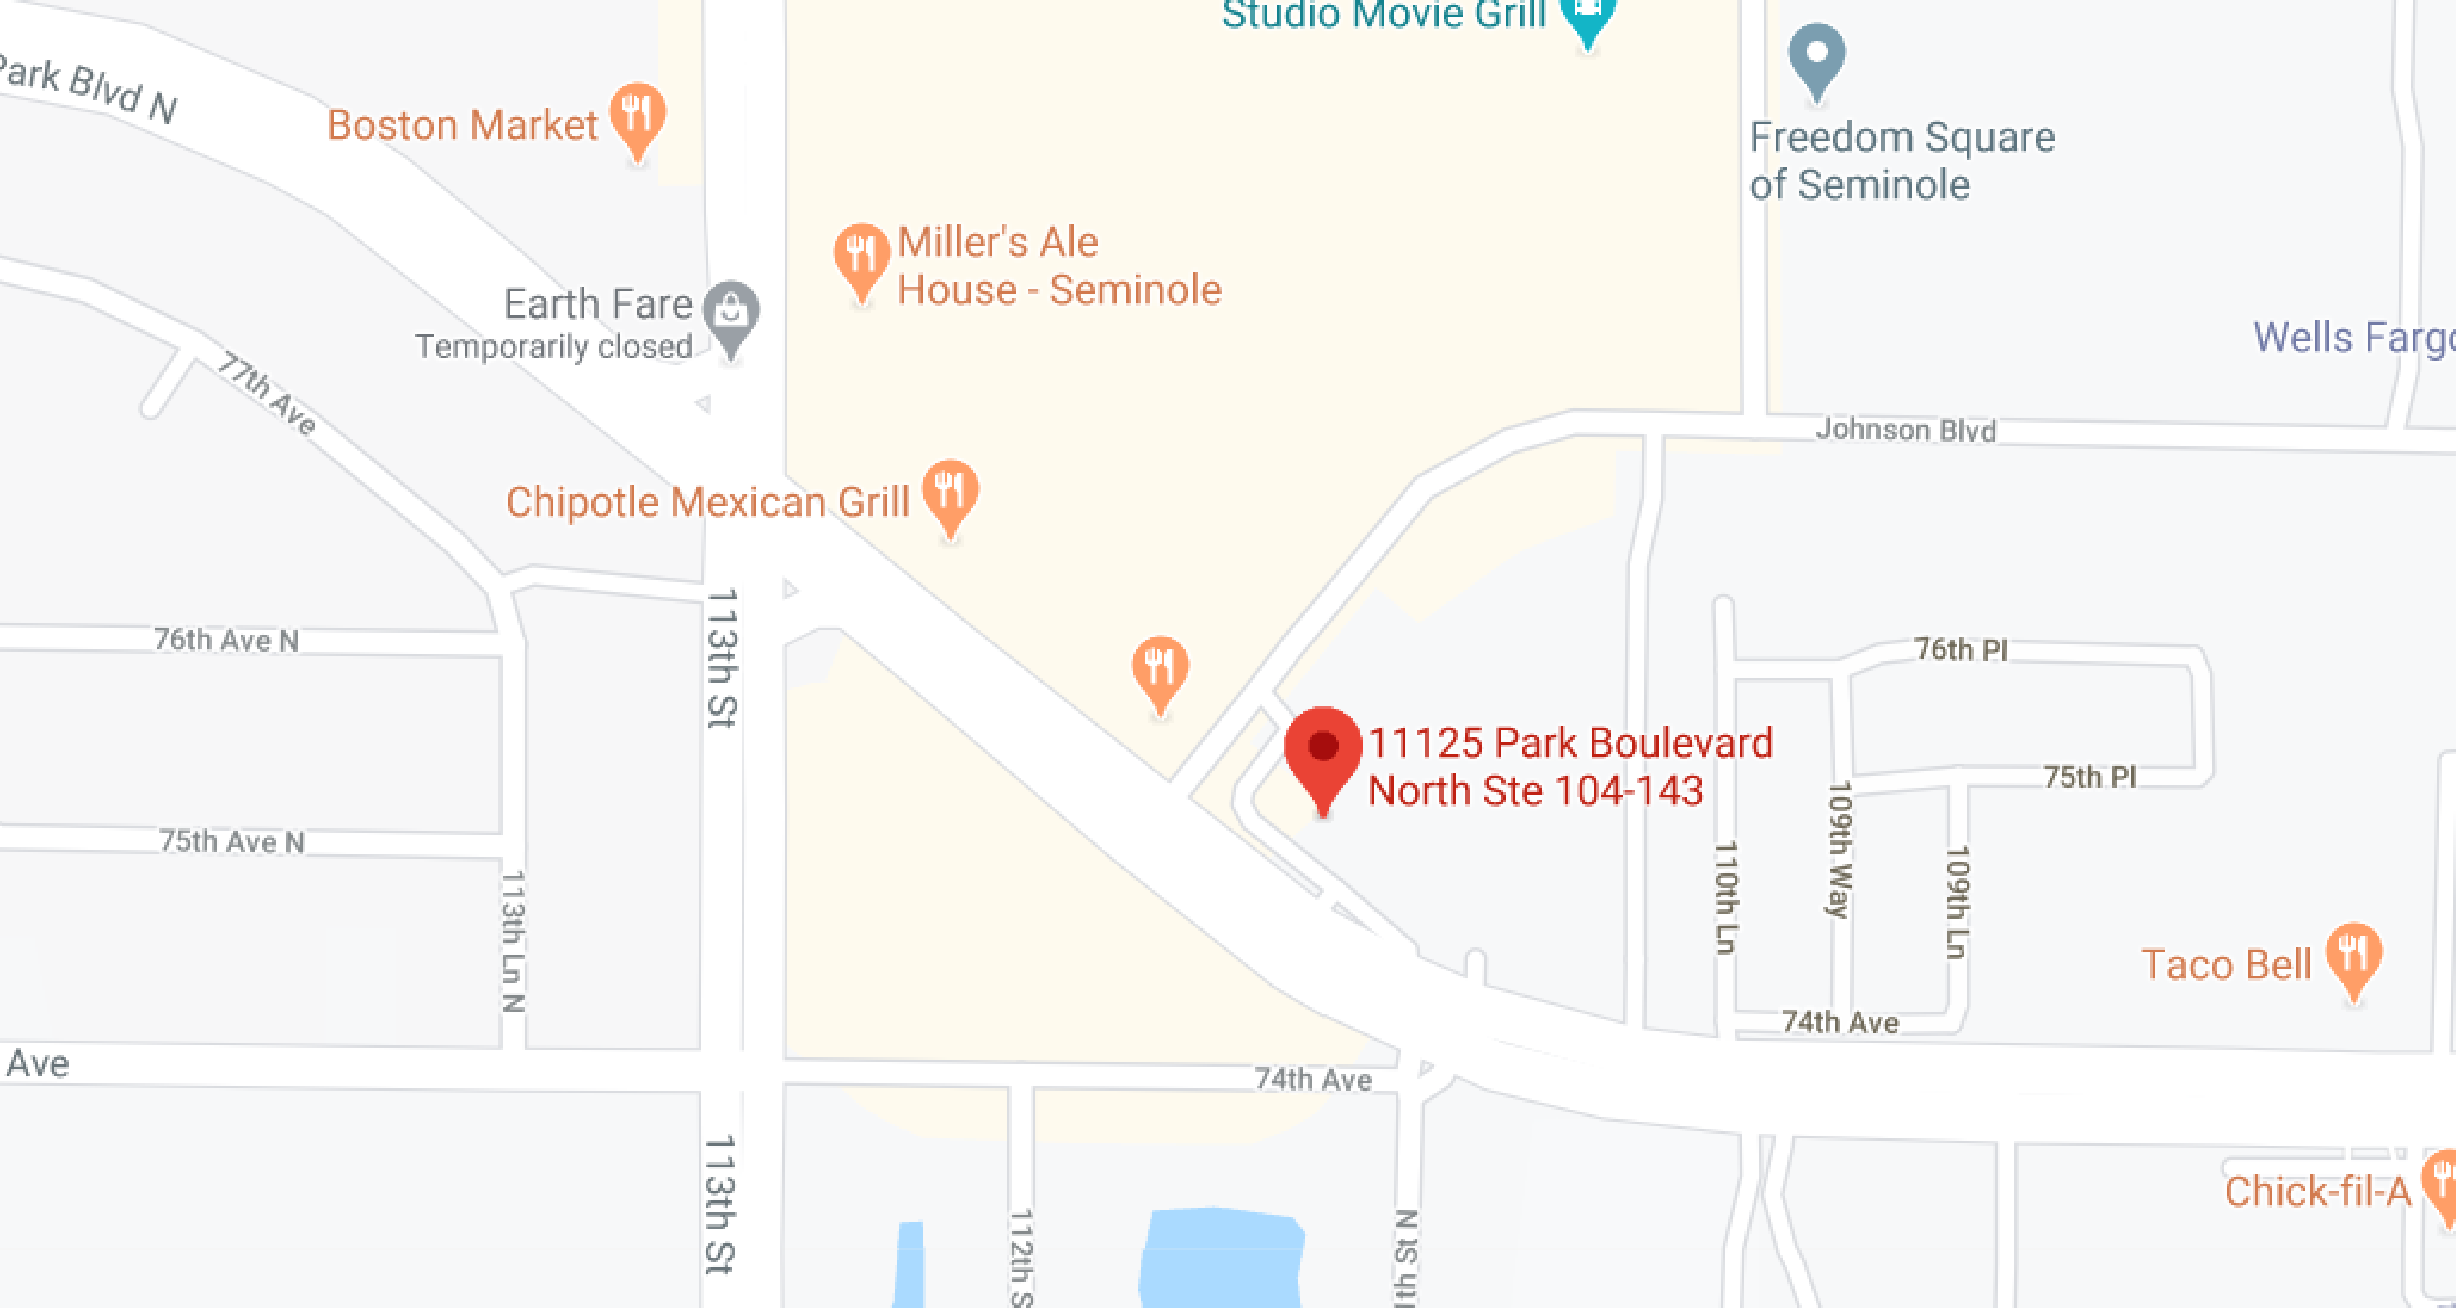 Studio Movie Grill
Park Blvd N
Boston Market
Freedom Square
of Seminole
Miller's Ale
House - Seminole
Earth Fare
Temporarily closed
Wells Fargo
77th Ave
Johnson Blvd
Chipotle Mexican Grill
113th St
76th Ave N
76th Pl
11125 Park Boulevard
North Ste 104-143
75th Pl
109th Way
75th Ave N
110th Ln
109th Ln
113th Ln N
Taco Bell
74th Ave
Ave
74th Ave
113th St
Chick-fil-A
112th S
1th St N